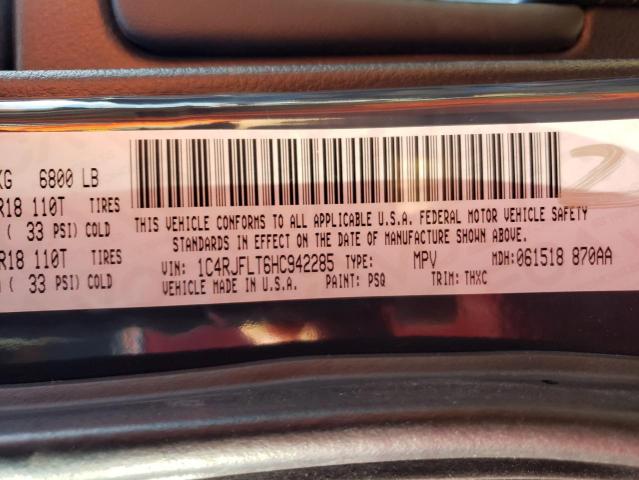 KG 6800 LB
R18 110T TIRES
( 33 PSI) COLD
R18 110T TIRES
( 33 PSI) COLD
THIS VEHICLE CONFORMS TO ALL APPLICABLE U.S.A. FEDERAL MOTOR VEHICLE SAFETY
STANDARDS IN EFFECT ON THE DATE OF MANUFACTURE SHOWN ABOVE.
VIN: 1C4RJFLT6HC942285 TYPE: MPV MDH: 061518 870AA
VEHICLE MADE IN U.S.A. PAINT: PSQ TRIM: THXC